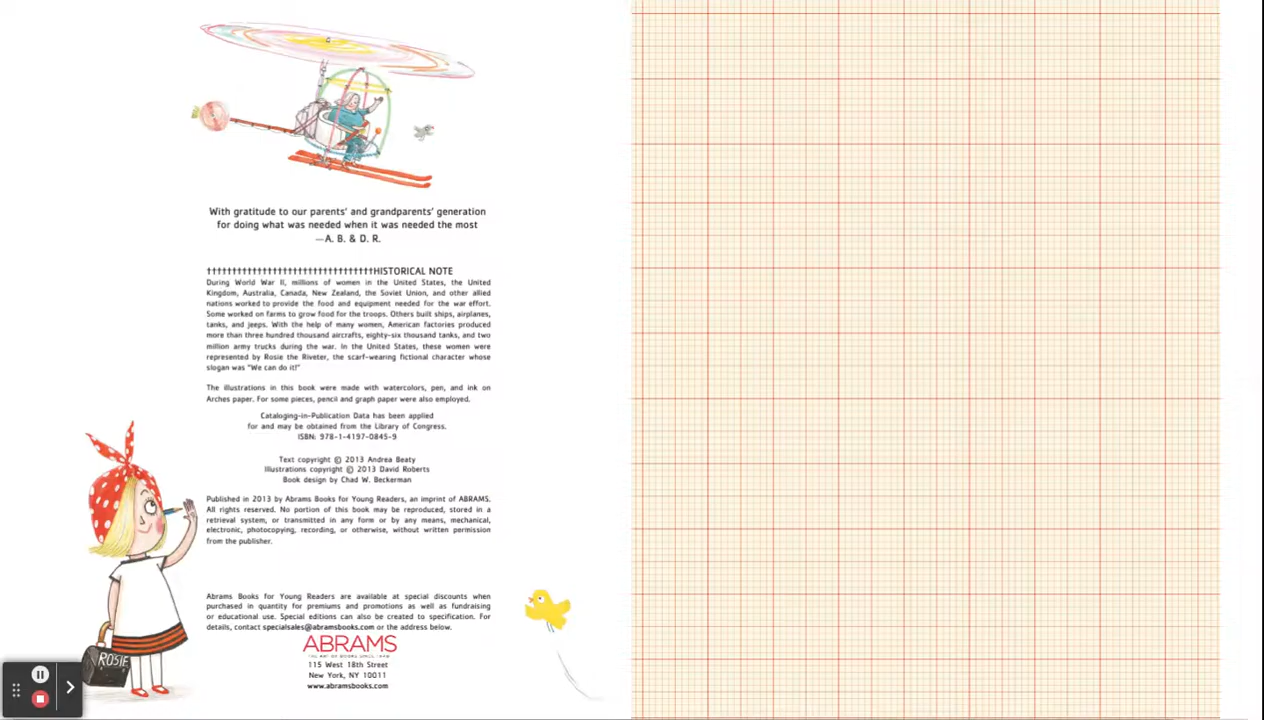 With gratitude to our parents' and grandparents' generation
for doing what was needed when it was needed the most
—A. B. & D. R.
††††††††††††††††††††††††††††††††HISTORICAL NOTE
During World War II, millions of women in the United States, the United
Kingdom, Australia, Canada, New Zealand, the Soviet Union, and other allied
nations worked to provide the food and equipment needed for the war effort.
Some worked on farms to grow food for the troops. Others built ships, airplanes,
tanks, and jeeps. With the help of many women, American factories produced
more than three hundred thousand aircrafts, eighty-six thousand tanks, and two
million army trucks during the war. In the United States, these women were
represented by Rosie the Riveter, the scarf-wearing fictional character whose
slogan was "We can do it!"
The illustrations in this book were made with watercolors, pen, and ink on
Arches paper. For some pieces, pencil and graph paper were also employed.
Cataloging-in-Publication Data has been applied
for and may be obtained from the Library of Congress.
ISBN: 978-1-4197-0845-9
Text copyright © 2013 Andrea Beaty
Illustrations copyright © 2013 David Roberts
Book design by Chad W. Beckerman
Published in 2013 by Abrams Books for Young Readers, an imprint of ABRAMS.
All rights reserved. No portion of this book may be reproduced, stored in a
retrieval system, or transmitted in any form or by any means, mechanical,
electronic, photocopying, recording, or otherwise, without written permission
from the publisher.
Abrams Books for Young Readers are available at special discounts when
purchased in quantity for premiums and promotions as well as fundraising
or educational use. Special editions can also be created to specification. For
details, contact specialsales@abramsbooks.com or the address below.
ROSIE
ABRAMS
THE ART OF BOOKS SINCE 1949
115 West 18th Street
New York, NY 10011
www.abramsbooks.com